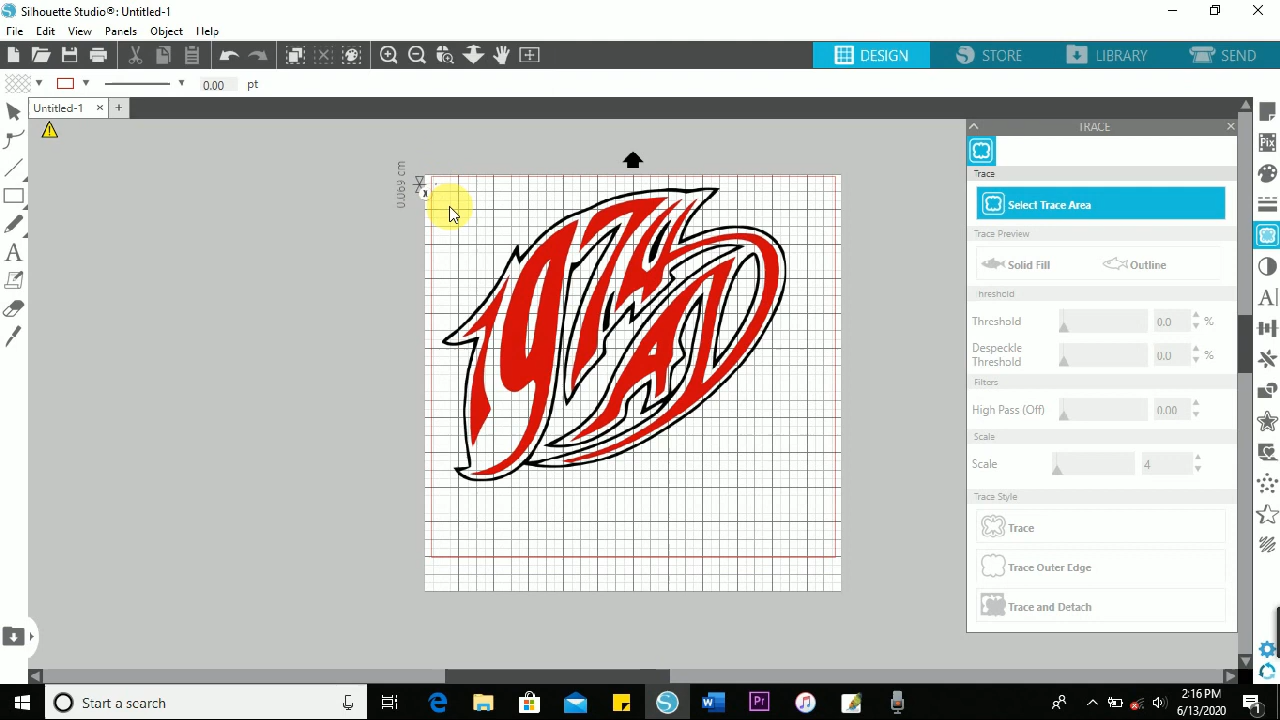 Silhouette Studio®: Untitled-1
File Edit View Panels Object Help
DESIGN STORE LIBRARY SEND
0.00 pt
Untitled-1 × +
TRACE
Trace
Select Trace Area
Trace Preview
Solid Fill Outline
Threshold
Threshold 0.0 %
Despeckle
Threshold 0.0 %
Filters
High Pass (Off) 0.00
Scale
Scale 4
Trace Style
Trace
Trace Outer Edge
Trace and Detach
0.069 cm
Start a search
2:16 PM
6/13/2020